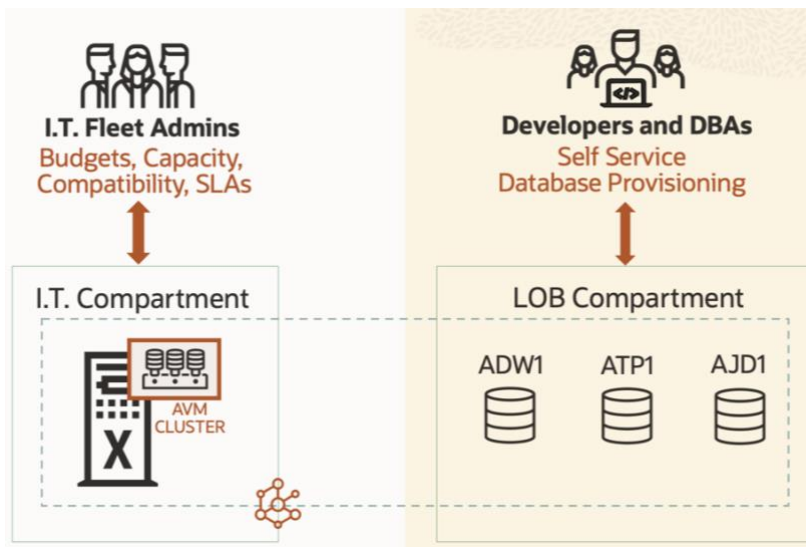 I.T. Fleet Admins
Budgets, Capacity,
Compatibility, SLAs
Developers and DBAs
Self Service
Database Provisioning
I.T. Compartment
X
AVM
CLUSTER
LOB Compartment
ADW1
ATP1
AJD1